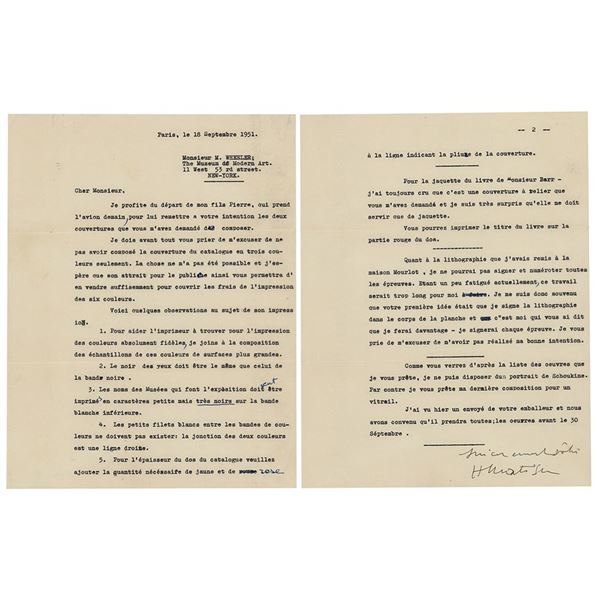 Paris, le 18 Septembre 1951.
Monsieur M. WHEELER;
The Museum of Modern Art.
11 West 53 rd street.
NEW-YORK.
Cher Monsieur.
Je profite du départ de mon fils Pierre, qui prend
l'avion demain, pour lui remettre a votre intention les deux
couvertures que vous m'avez demandé de composer.
Je dois avant tout vous prier de m'excuser de ne
pas avoir composé la couverture du catalogue en trois cou-
leurs seulement. La chose ne m'a pas été possible et j'es-
père que son attrait pour le public ainsi vous permettra d'
en vendre suffisement pour couvrir les frais de l'impression
des six couleurs.
Voici quelques observations au sujet de son impres
sion.
1. Pour aider l'imprimeur à trouver pour l'impression
des couleurs absolument fidèles, je joins à la composition
des échantillons de ces couleurs de surfaces plus grandes.
2. Le noir des yeux doit être le même que celui de
la bande noire .
3. Les noms des Musées qui font l'éxpésition doivent être
imprimés en caractères petits mais très noirs sur la bande
blanche inférieure.
4. Les petits filets blancs entre les bandes de cou-
leurs ne doivent pas exister: la jonction des deux couleurs
est une ligne droite.
5. Pour l'épaisseur du dos du catalogue veuillez
ajouter la quantité nécéssaire de jaune et de rose
-- 2 --
à la ligne indicant la pliure de la couverture.
Pour la jaquette du livre de Monsieur Barr -
j'ai toujours cru que c'est une couverture à relier que
vous m'avez demandé et je suis très surpris qu'elle ne doit
servir que de jaquette.
Vous pourrez imprimer le titre du livre sur la
partie rouge du dos.
Quant à la lithographie que j'avais remis à la
maison Mourlot , je ne pourrai pas signer et numéroter toutes
les épreuves. Etant un peu fatigué actuellement, ce travail
serait trop long pour moi . Je me suis donc souvenu
que votre première idée était que je signe la lithographie
dans le corps de la planche et c'est moi qui vous ai dit
que je ferai davantage - je signerai chaque épreuve. Je vous
prie de m'excuser de n'avoir pas réalisé ma bonne intention.
Comme vous verrez d'après la liste des oeuvres que
je vous prête, je ne puis disposer du portrait de Schoukine.
Par contre je vous prête ma dernière composition pour un
vitrail.
J'ai vu hier un envoyé de votre emballeur et nous
avons convenu qu'il prendra toutes;les oeuvres avant le 30
Séptembre .
H Matisse